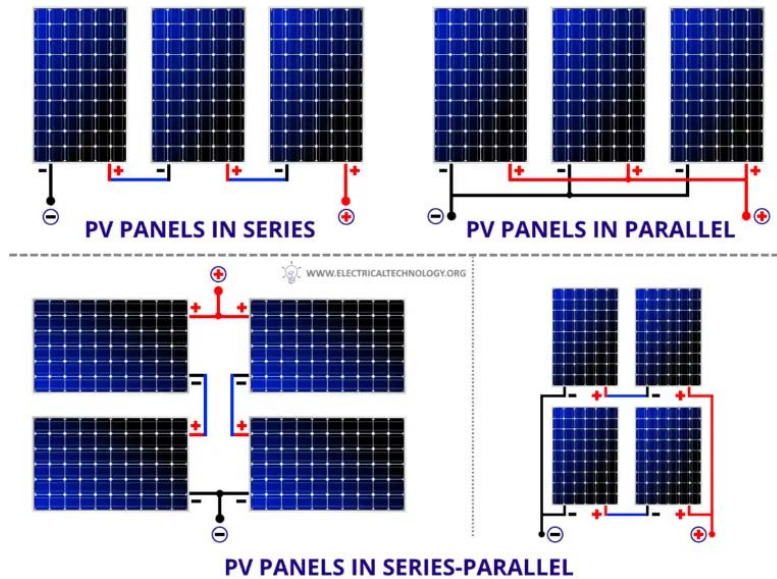 - + - + - +
- +
PV PANELS IN SERIES
- + - + - +
- +
PV PANELS IN PARALLEL
WWW.ELECTRICALTECHNOLOGY.ORG
+
+ +
- -
+ +
- -
-
- + - +
- + - +
- +
PV PANELS IN SERIES-PARALLEL